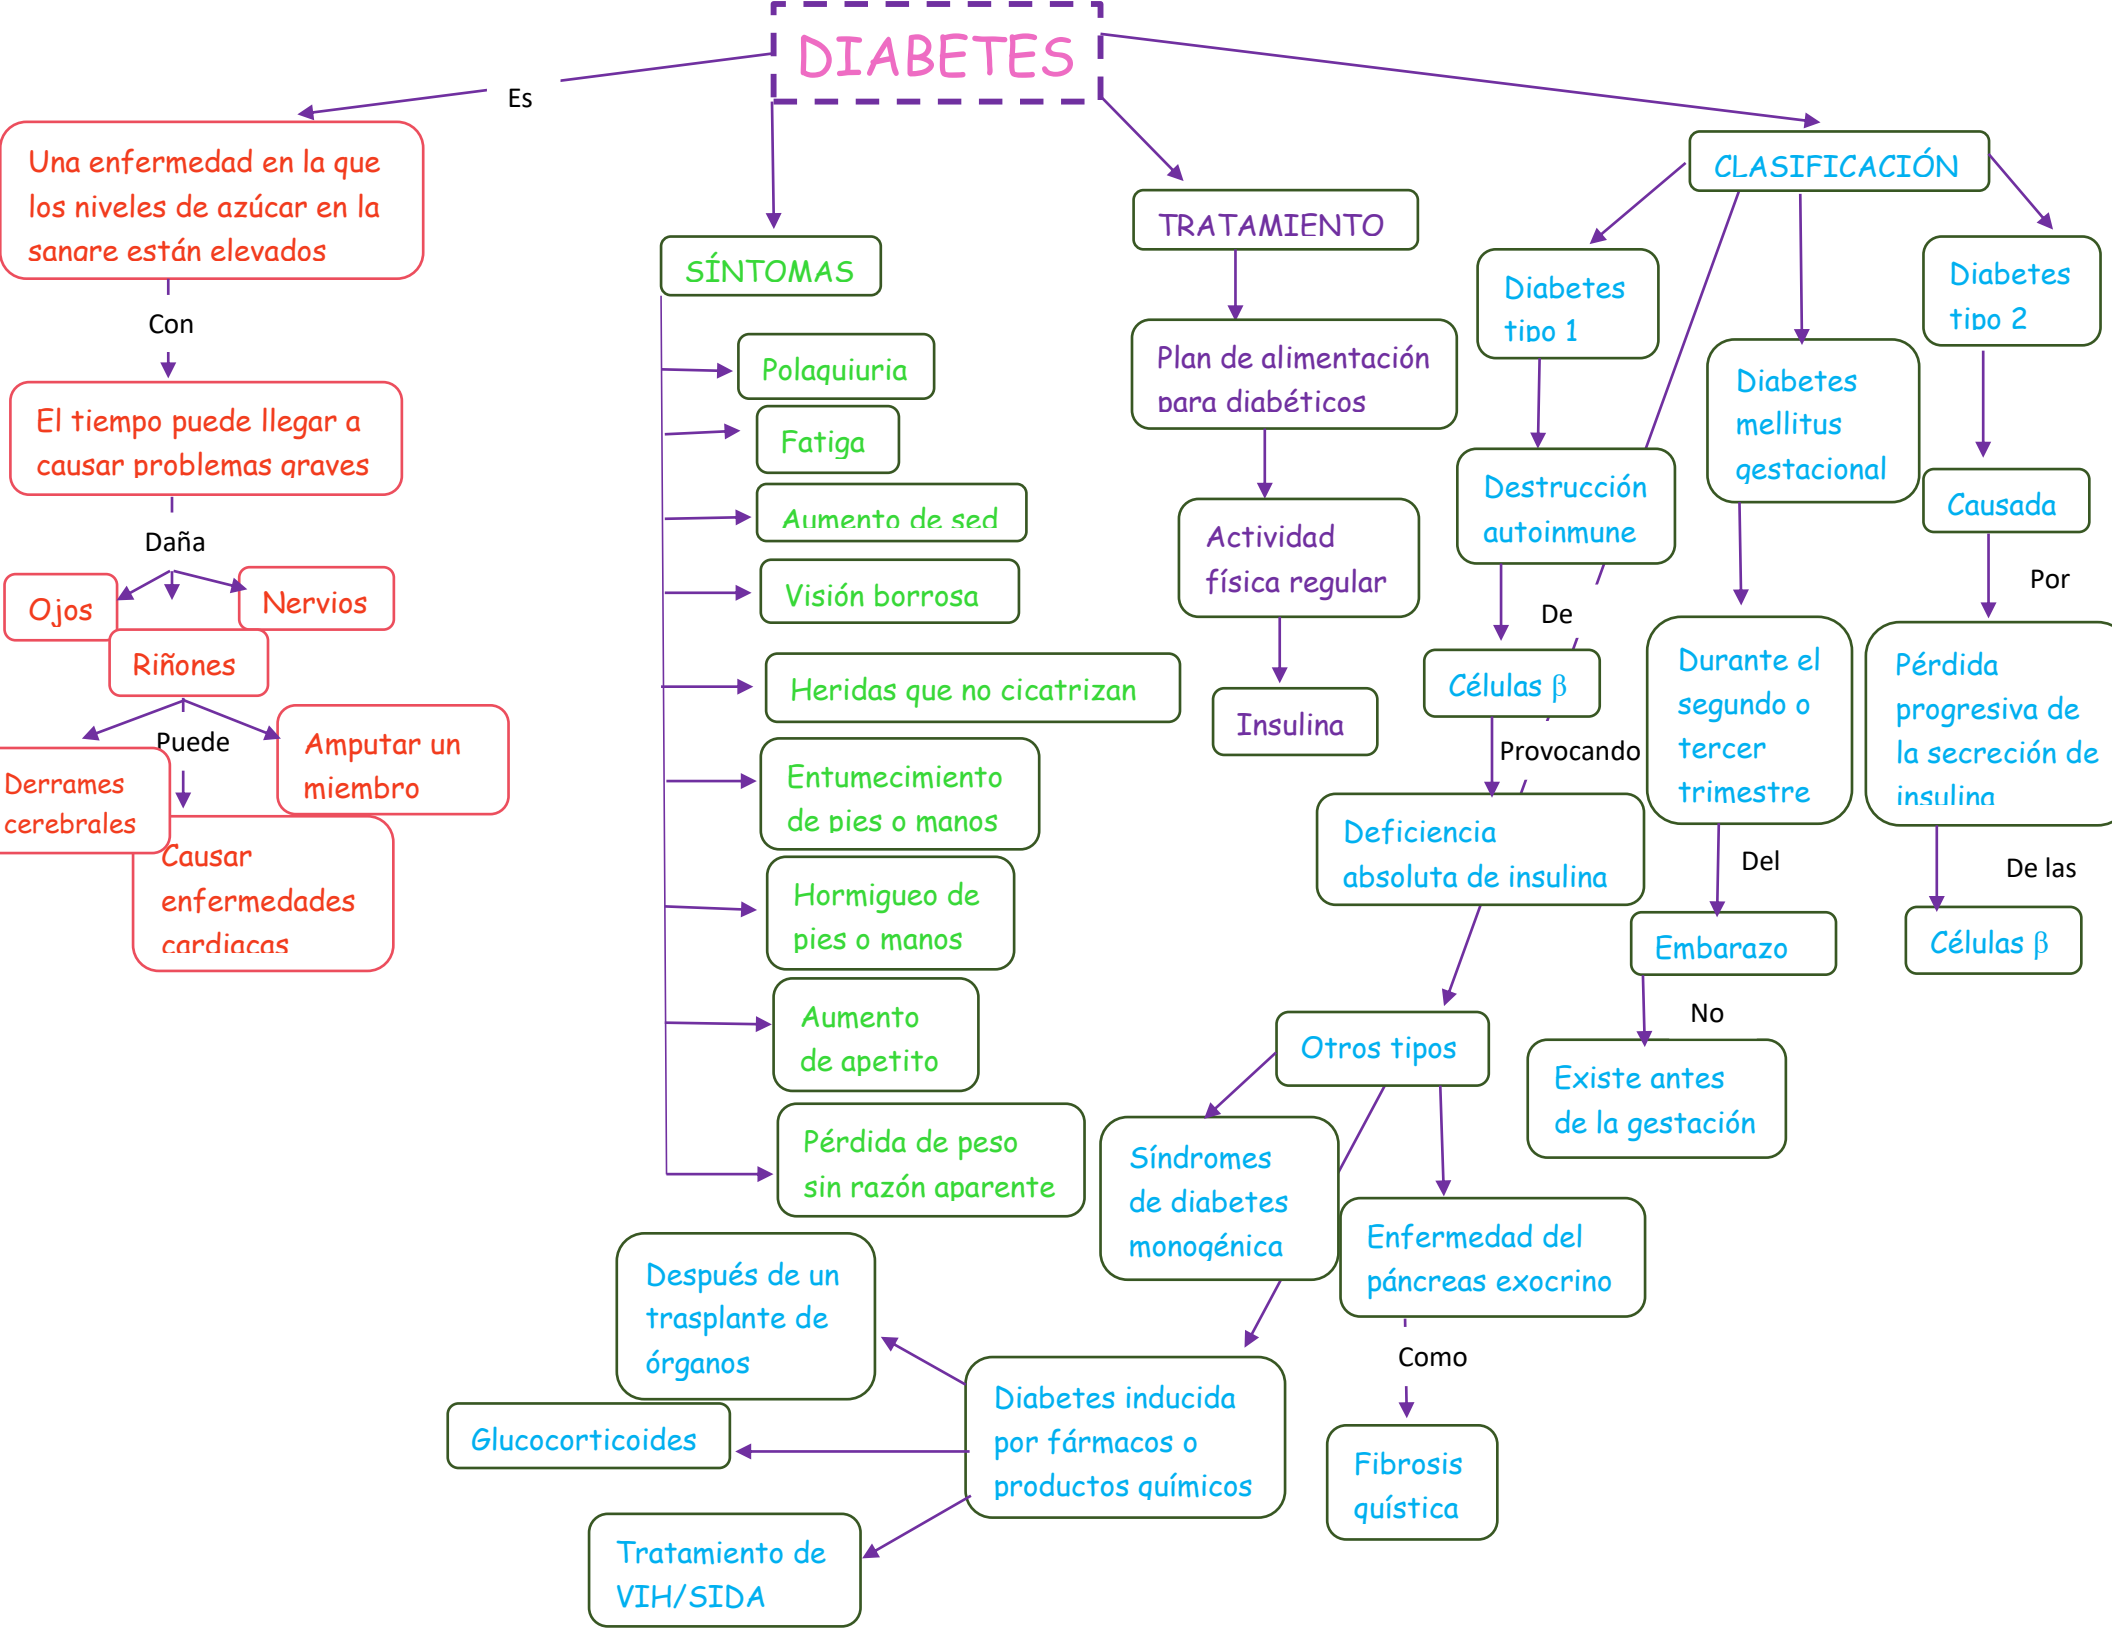 DIABETES
Es
Una enfermedad en la que
los niveles de azúcar en la
sangre están elevados
Con
El tiempo puede llegar a
causar problemas graves
Daña
Ojos
Nervios
Riñones
Puede
Derrames
cerebrales
Amputar un
miembro
Causar
enfermedades
cardiacas
SÍNTOMAS
Polaquiuria
Fatiga
Aumento de sed
Visión borrosa
Heridas que no cicatrizan
Entumecimiento
de pies o manos
Hormigueo de
pies o manos
Aumento
de apetito
Pérdida de peso
sin razón aparente
TRATAMIENTO
Plan de alimentación
para diabéticos
Actividad
física regular
Insulina
CLASIFICACIÓN
Diabetes
tipo 1
Destrucción
autoinmune
De
Células β
Provocando
Deficiencia
absoluta de insulina
Diabetes
mellitus
gestacional
Durante el
segundo o
tercer
trimestre
Del
Embarazo
No
Existe antes
de la gestación
Diabetes
tipo 2
Causada
Por
Pérdida
progresiva de
la secreción de
insulina
De las
Células β
Otros tipos
Síndromes
de diabetes
monogénica
Enfermedad del
páncreas exocrino
Como
Fibrosis
quística
Diabetes inducida
por fármacos o
productos químicos
Después de un
trasplante de
órganos
Glucocorticoides
Tratamiento de
VIH/SIDA